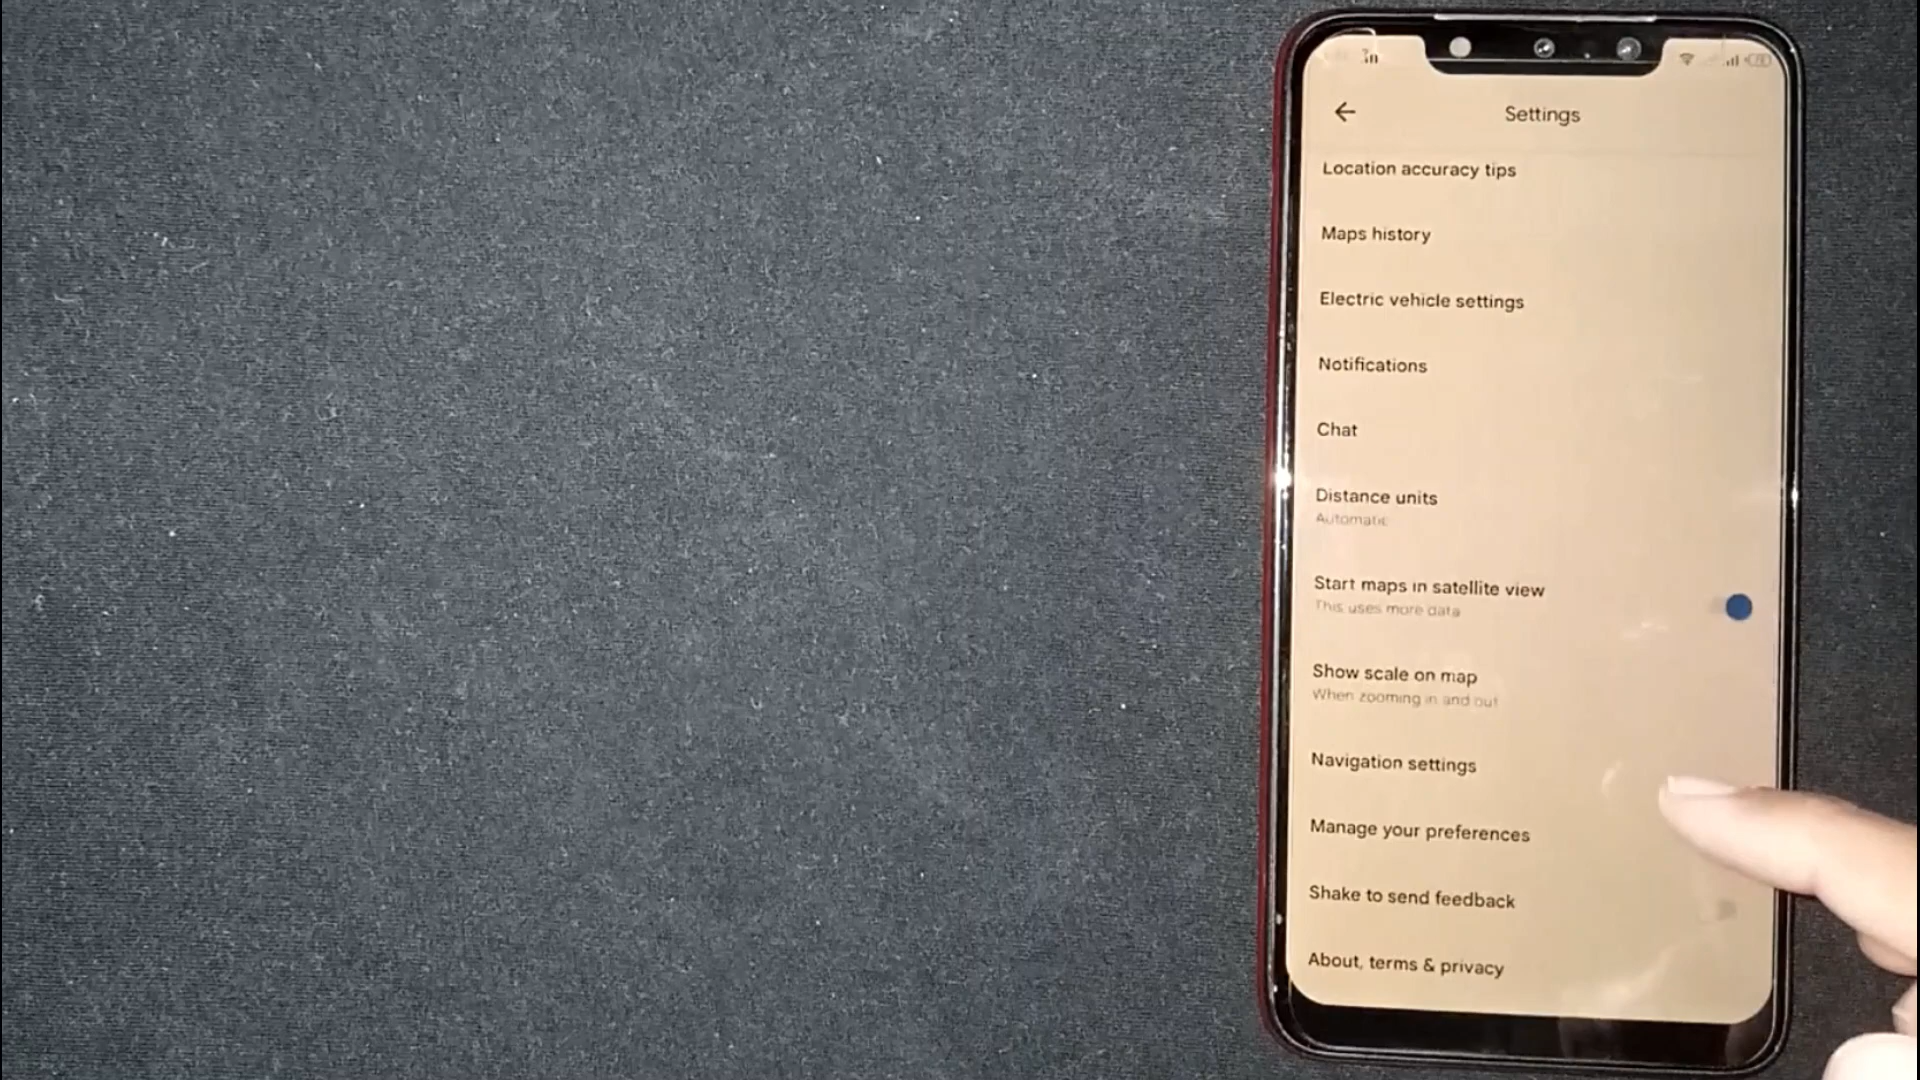 Settings
Location accuracy tips
Maps history
Electric vehicle settings
Notifications
Chat
Distance units
Automatic
Start maps in satellite view
This uses more data
Show scale on map
When zooming in and out
Navigation settings
Manage your preferences
Shake to send feedback
About, terms & privacy